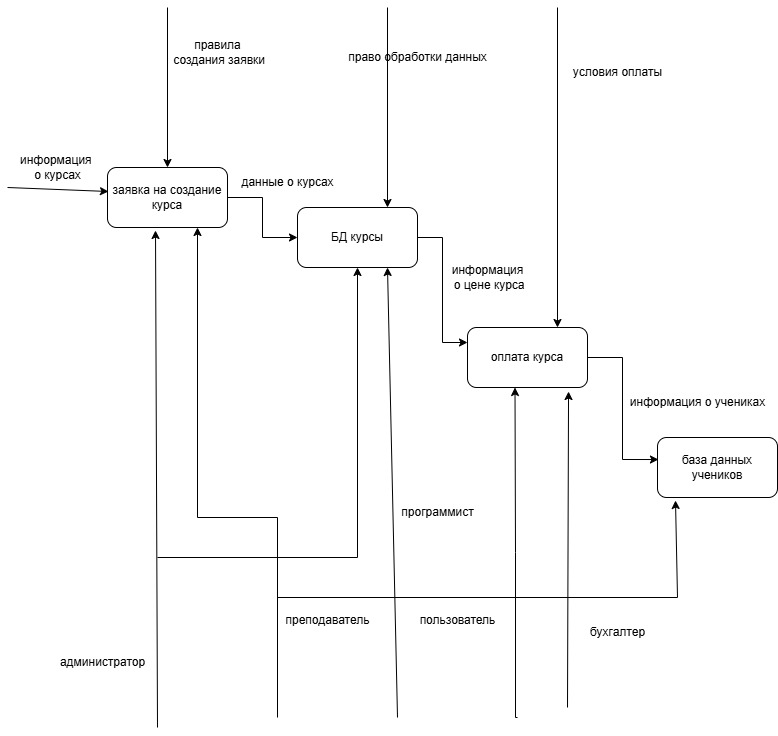 правила
создания заявки
право обработки данных
условия оплаты
информация
о курсах
заявка на создание
курса
данные о курсах
БД курсы
информация
о цене курса
оплата курса
информация о учениках
база данных
учеников
программист
преподаватель
пользователь
бухгалтер
администратор